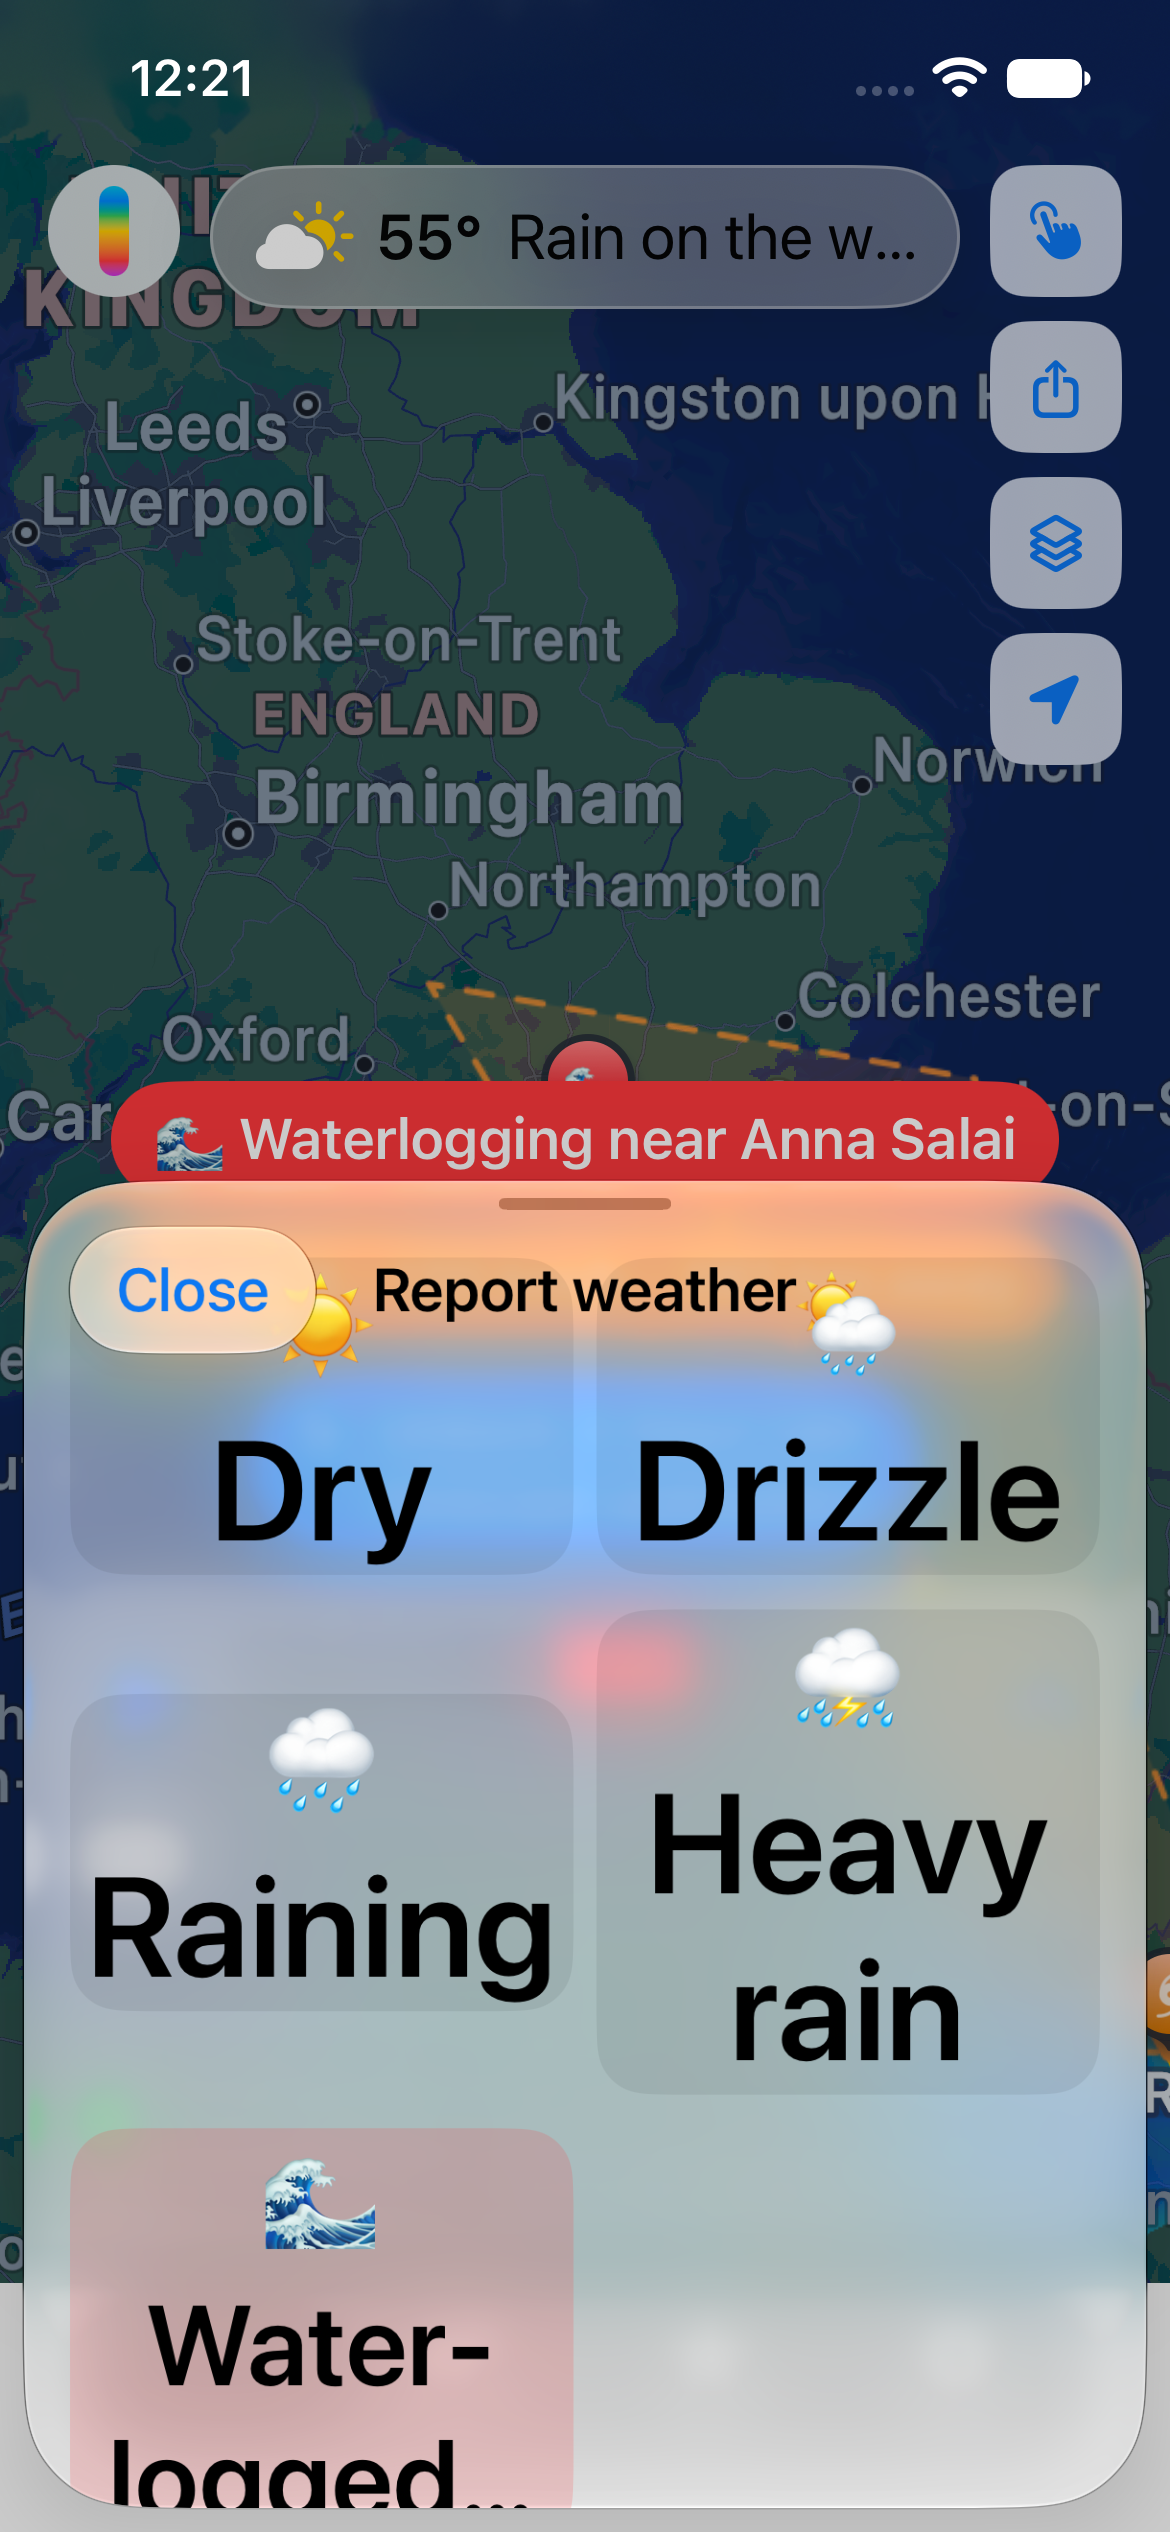 12:21
55° Rain on the w...
KINGDOM
Kingston upon
Leeds
Liverpool
Stoke-on-Trent
ENGLAND
Birmingham
Norwich
Northampton
Colchester
Oxford
Waterlogging near Anna Salai
Close
Report weather
Dry
Drizzle
Raining
Heavy
rain
Water-
logged...